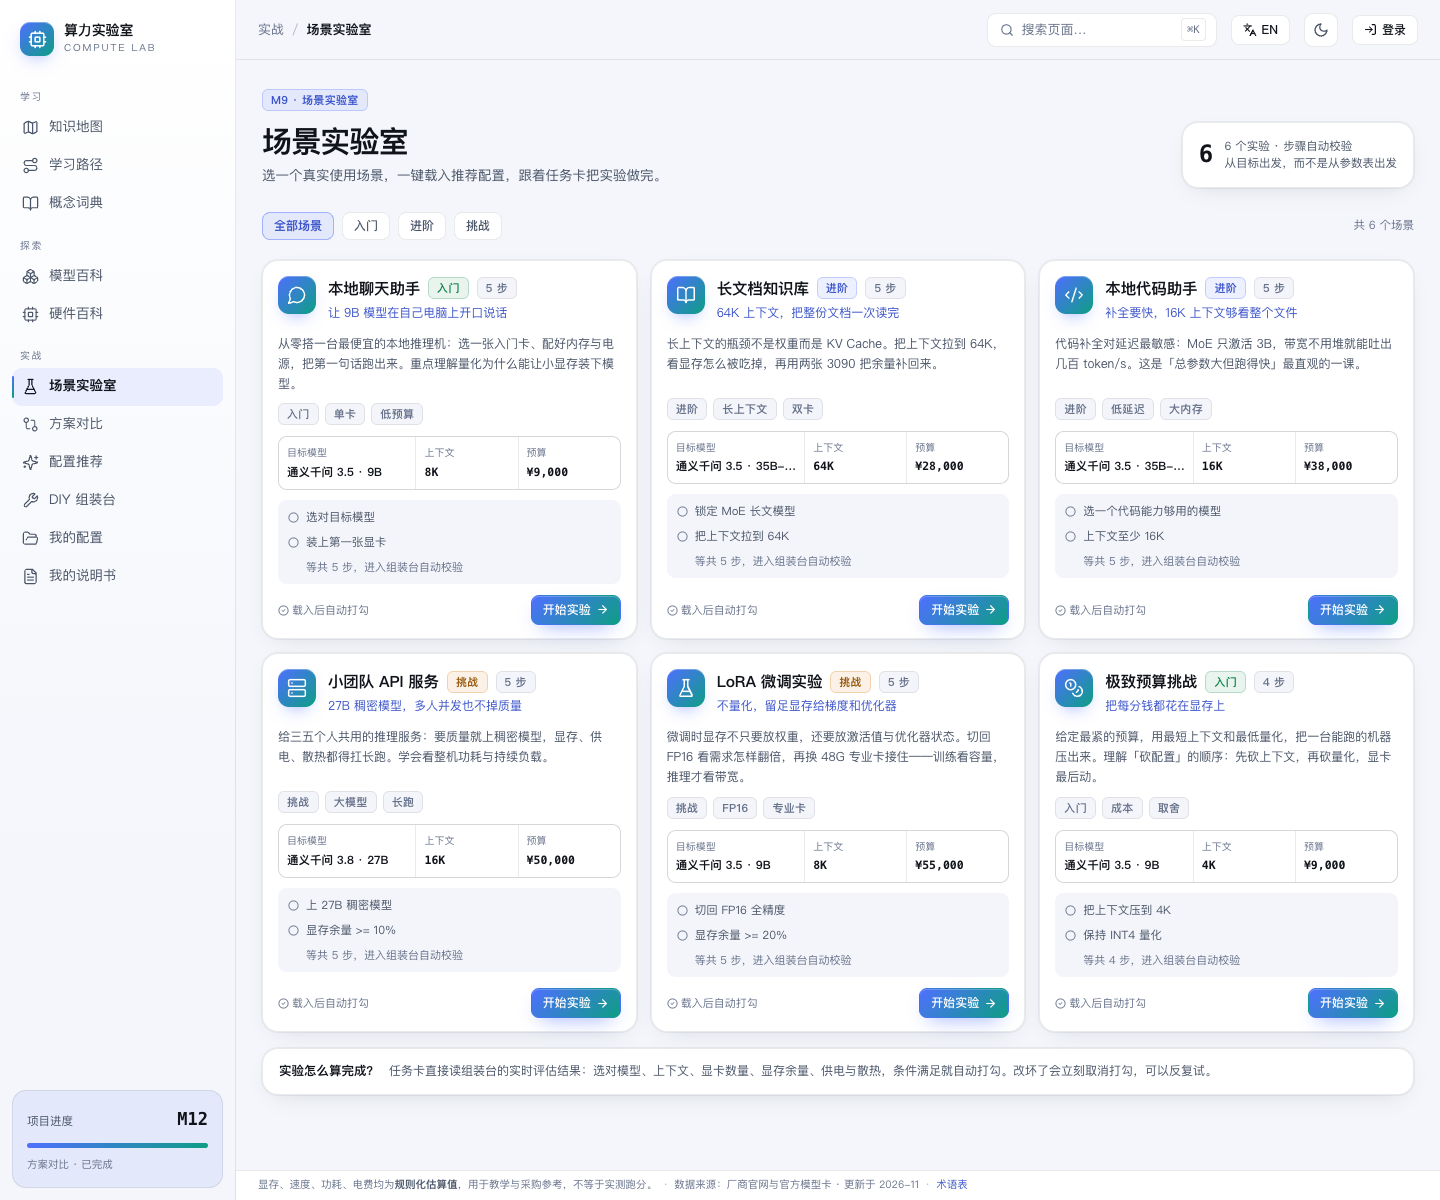 算力实验室
COMPUTE LAB
学习
知识地图
学习路径
概念词典
探索
模型百科
硬件百科
实战
场景实验室
方案对比
配置推荐
DIY 组装台
我的配置
我的说明书
项目进度 M12
方案对比 · 已完成
实战 / 场景实验室
搜索页面... ⌘K
EN
登录
M9 · 场景实验室
场景实验室
选一个真实使用场景，一键载入推荐配置，跟着任务卡把实验做完。
6
6 个实验 · 步骤自动校验
从目标出发，而不是从参数表出发
全部场景 入门 进阶 挑战
共 6 个场景
本地聊天助手 入门 5 步
让 9B 模型在自己电脑上开口说话
从零搭一台最便宜的本地推理机：选一张入门卡、配好内存与电
源，把第一句话跑出来。重点理解量化为什么能让小显存装下模
型。
入门 单卡 低预算
目标模型 上下文 预算
通义千问 3.5 · 9B 8K ¥9,000
选对目标模型
装上第一张显卡
等共 5 步，进入组装台自动校验
载入后自动打勾 开始实验
长文档知识库 进阶 5 步
64K 上下文，把整份文档一次读完
长上下文的瓶颈不是权重而是 KV Cache。把上下文拉到 64K，
看显存怎么被吃掉，再用两张 3090 把余量补回来。
进阶 长上下文 双卡
目标模型 上下文 预算
通义千问 3.5 · 35B-... 64K ¥28,000
锁定 MoE 长文模型
把上下文拉到 64K
等共 5 步，进入组装台自动校验
载入后自动打勾 开始实验
本地代码助手 进阶 5 步
补全要快，16K 上下文够看整个文件
代码补全对延迟最敏感：MoE 只激活 3B，带宽不用堆就能吐出
几百 token/s。这是「总参数大但跑得快」最直观的一课。
进阶 低延迟 大内存
目标模型 上下文 预算
通义千问 3.5 · 35B-... 16K ¥38,000
选一个代码能力够用的模型
上下文至少 16K
等共 5 步，进入组装台自动校验
载入后自动打勾 开始实验
小团队 API 服务 挑战 5 步
27B 稠密模型，多人并发也不掉质量
给三五个人共用的推理服务：要质量就上稠密模型，显存、供
电、散热都得扛长跑。学会看整机功耗与持续负载。
挑战 大模型 长跑
目标模型 上下文 预算
通义千问 3.8 · 27B 16K ¥50,000
上 27B 稠密模型
显存余量 >= 10%
等共 5 步，进入组装台自动校验
载入后自动打勾 开始实验
LoRA 微调实验 挑战 5 步
不量化，留足显存给梯度和优化器
微调时显存不只要放权重，还要放激活值与优化器状态。切回
FP16 看需求怎样翻倍，再换 48G 专业卡接住——训练看容量，
推理才看带宽。
挑战 FP16 专业卡
目标模型 上下文 预算
通义千问 3.5 · 9B 8K ¥55,000
切回 FP16 全精度
显存余量 >= 20%
等共 5 步，进入组装台自动校验
载入后自动打勾 开始实验
极致预算挑战 入门 4 步
把每分钱都花在显存上
给定最紧的预算，用最短上下文和最低量化，把一台能跑的机器
压出来。理解「砍配置」的顺序：先砍上下文，再砍量化，显卡
最后动。
入门 成本 取舍
目标模型 上下文 预算
通义千问 3.5 · 9B 4K ¥9,000
把上下文压到 4K
保持 INT4 量化
等共 4 步，进入组装台自动校验
载入后自动打勾 开始实验
实验怎么算完成？ 任务卡直接读组装台的实时评估结果：选对模型、上下文、显卡数量、显存余量、供电与散热，条件满足就自动打勾。改坏了会立刻取消打勾，可以反复试。
显存、速度、功耗、电费均为规则化估算值，用于教学与采购参考，不等于实测跑分。 · 数据来源：厂商官网与官方模型卡 · 更新于 2026-11 · 术语表